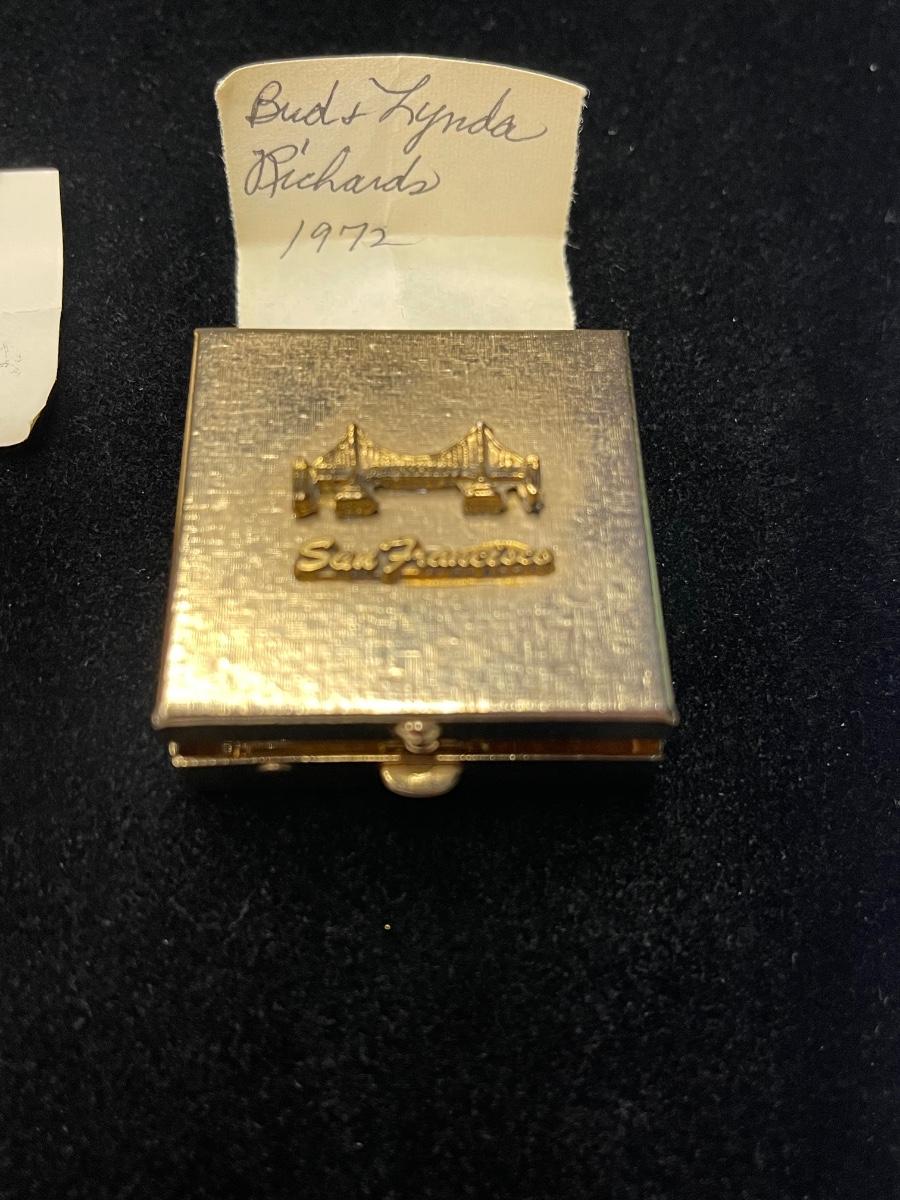 Bud & Lynda
Richards
1972
San Francisco